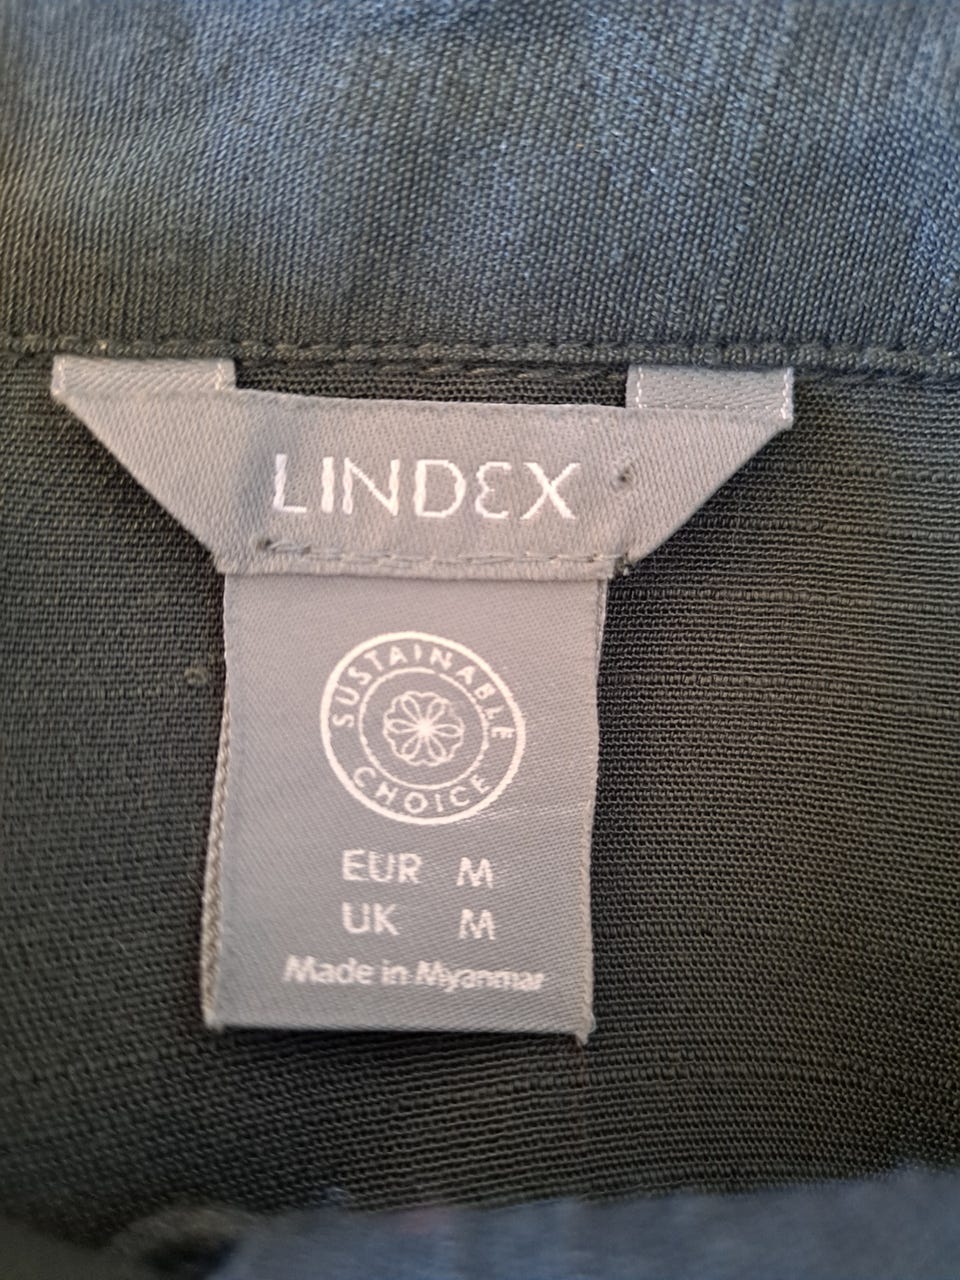 LINDEX
SUSTAINABLE
CHOICE
EUR M
UK M
Made in Myanmar